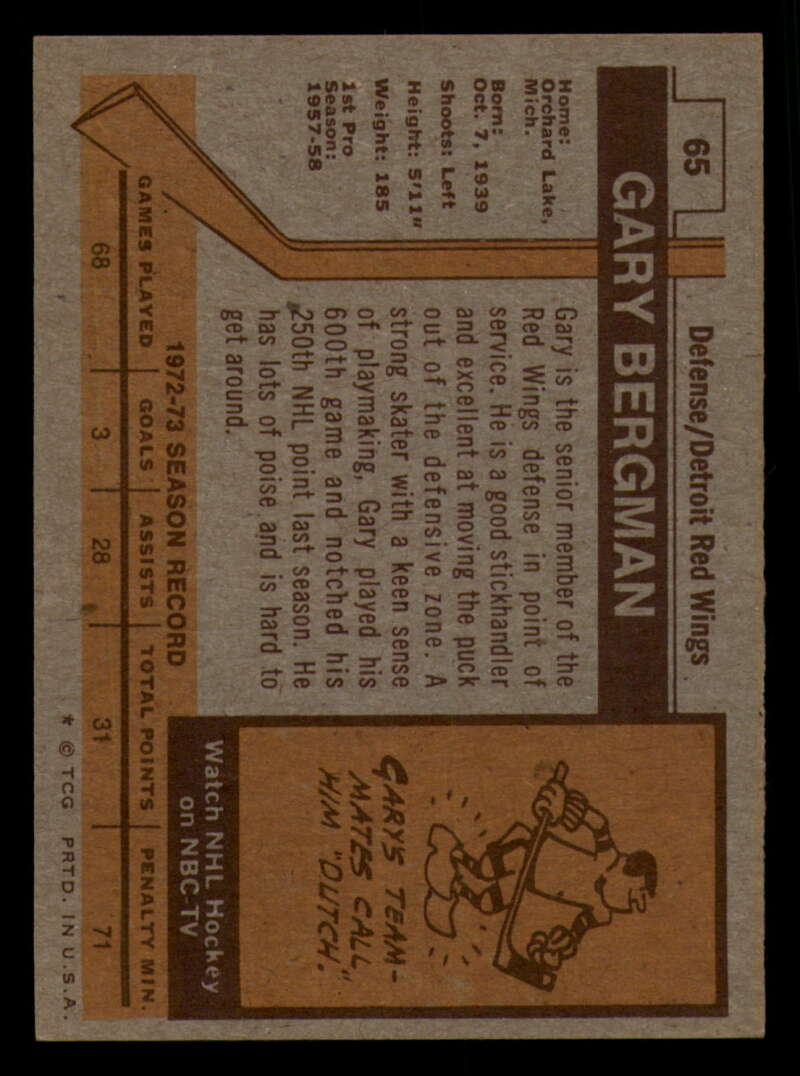 65
Defense/Detroit Red Wings
GARY BERGMAN
Home:
Orchard Lake,
Mich.
Born:
Oct. 7, 1939
Shoots: Left
Height: 5'11"
Weight: 185
1st Pro
Season:
1957-58
Gary is the senior member of the
Red Wings defense in point of
service. He is a good stickhandler
and excellent at moving the puck
out of the defensive zone. A
strong skater with a keen sense
of playmaking, Gary played his
600th game and notched his
250th NHL point last season. He
has lots of poise and is hard to
get around.
GARY'S TEAM-
MATES CALL
HIM "DUTCH."
Watch NHL Hockey
on NBC-TV
1972-73 SEASON RECORD
GAMES PLAYED GOALS ASSISTS TOTAL POINTS PENALTY MIN.
68 3 28 31 71
* © TCG PRTD. IN U.S.A.